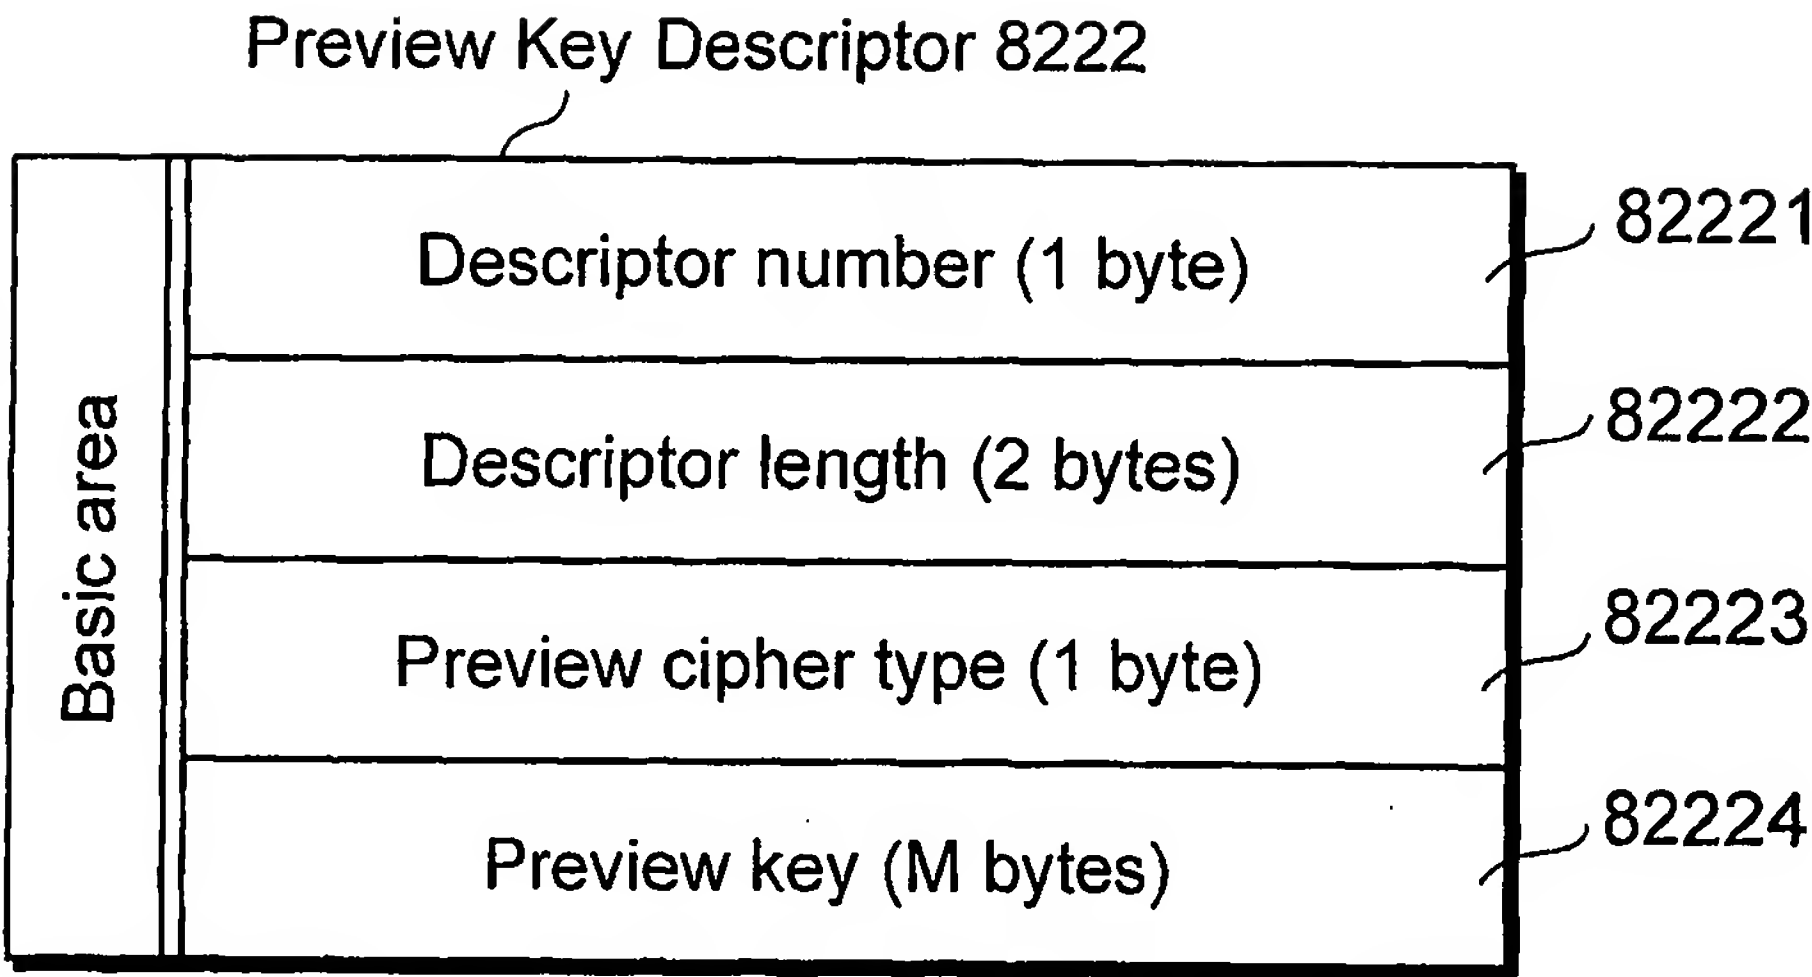 Preview Key Descriptor 8222
Basic area
Descriptor number (1 byte)
82221
Descriptor length (2 bytes)
82222
Preview cipher type (1 byte)
82223
Preview key (M bytes)
82224